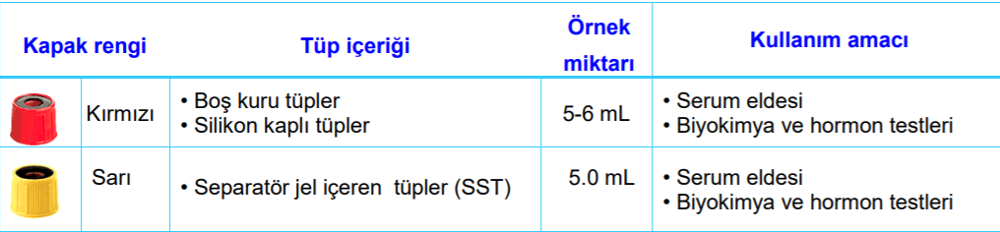 Kapak rengi Tüp içeriği Örnek miktarı Kullanım amacı
Kırmızı • Boş kuru tüpler 5-6 mL • Serum eldesi
• Silikon kaplı tüpler • Biyokimya ve hormon testleri
Sarı • Separatör jel içeren tüpler (SST) 5.0 mL • Serum eldesi
• Biyokimya ve hormon testleri